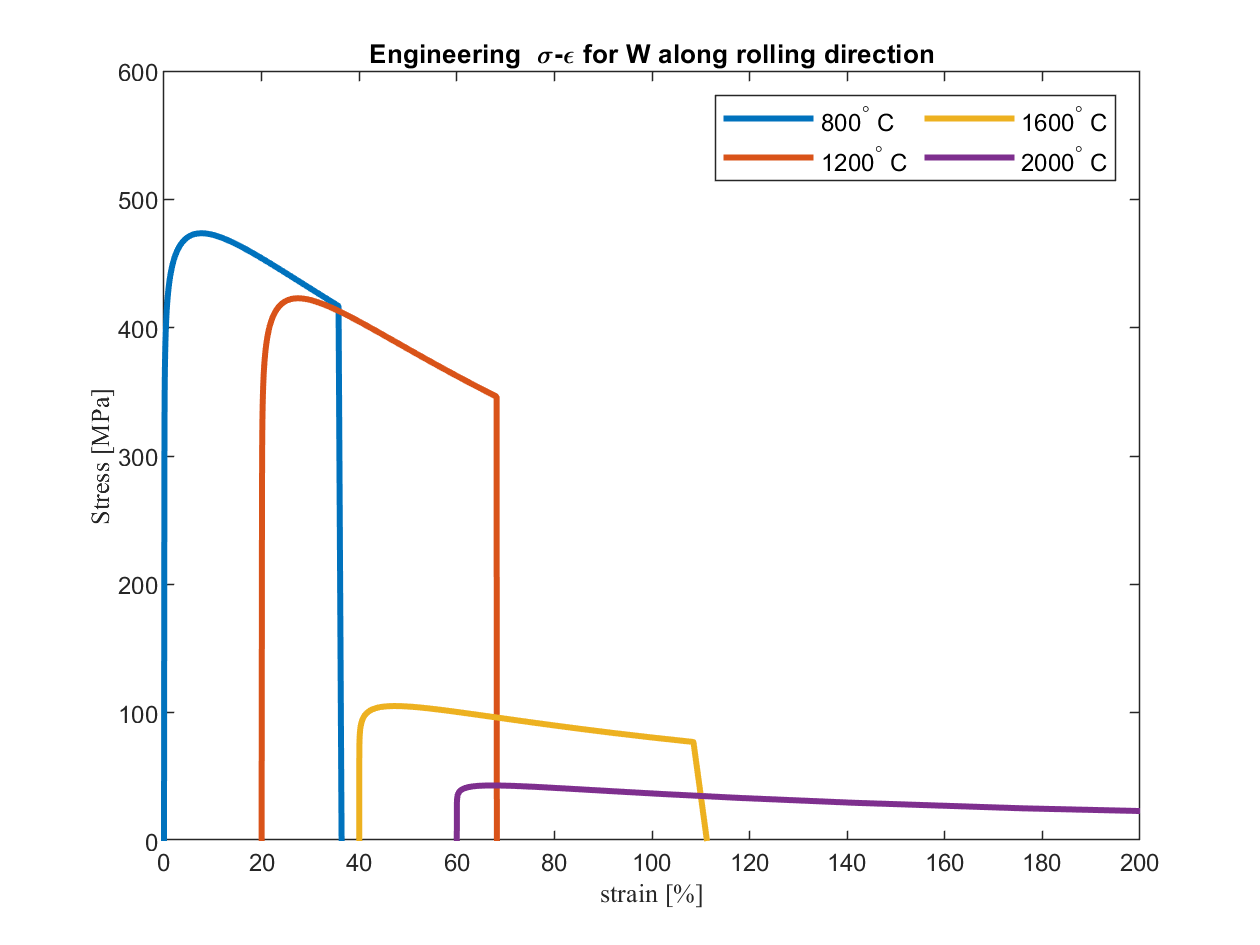 Engineering σ-ϵ for W along rolling direction
800° C 1600° C
1200° C 2000° C
Stress [MPa]
600
500
400
300
200
100
0
0 20 40 60 80 100 120 140 160 180 200
strain [%]